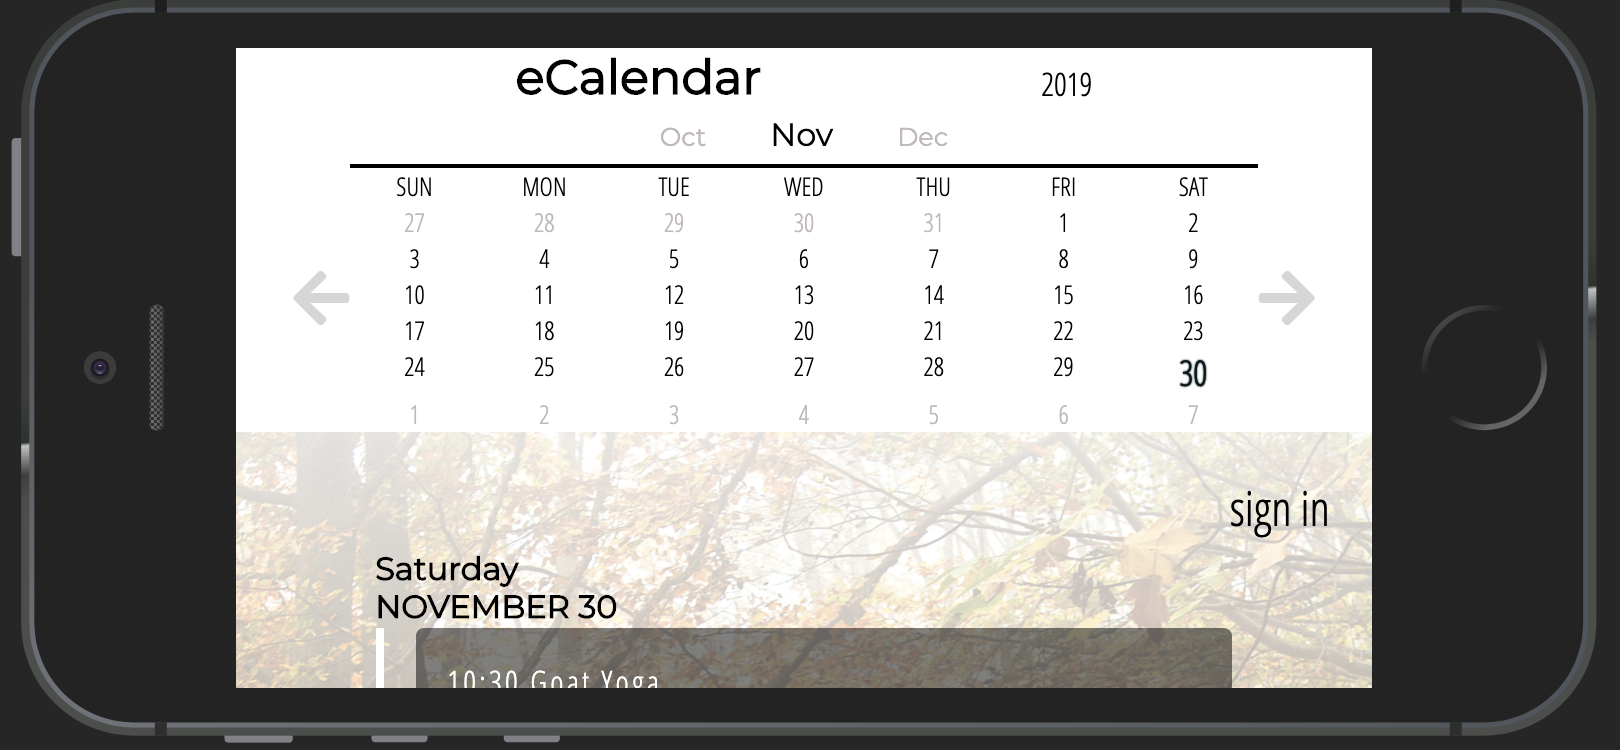 eCalendar 2019
Oct Nov Dec
SUN MON TUE WED THU FRI SAT
27 28 29 30 31 1 2
3 4 5 6 7 8 9
10 11 12 13 14 15 16
17 18 19 20 21 22 23
24 25 26 27 28 29 30
1 2 3 4 5 6 7
sign in
Saturday
NOVEMBER 30
10:30 Goat Yoga